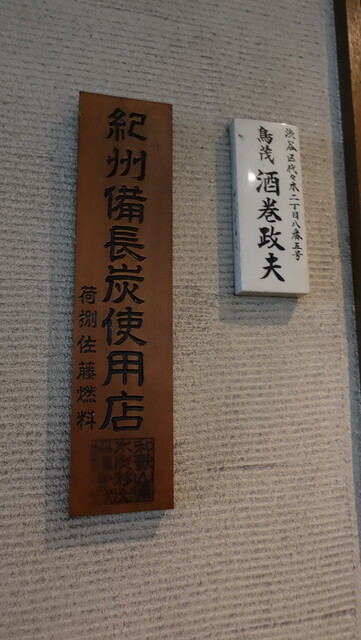 紀州備長炭使用店
荷捌佐藤燃料
渋谷区代々木二丁目八番五号
鳥茂 酒巻政夫